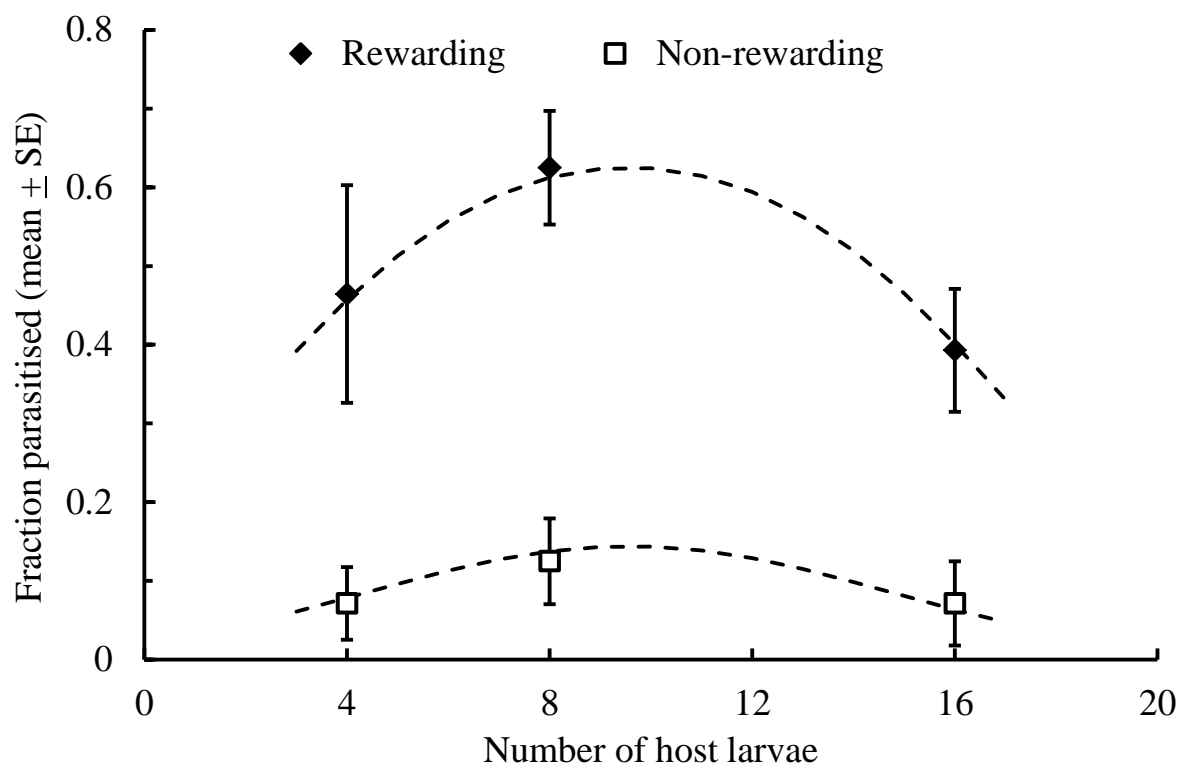 Rewarding Non-rewarding
Fraction parasitised (mean ± SE)
0.8
0.6
0.4
0.2
0
0 4 8 12 16 20
Number of host larvae